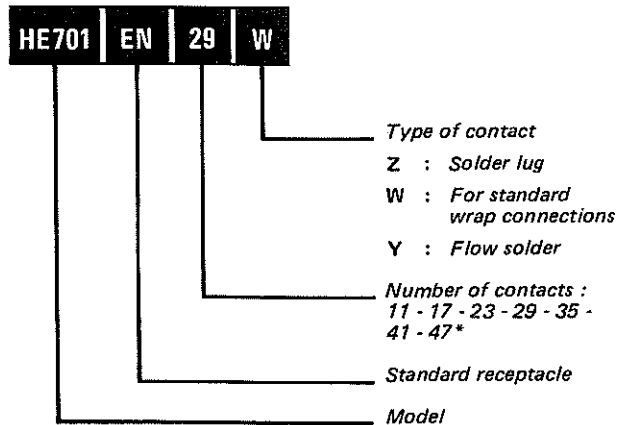 HE701 EN 29 W
Type of contact
Z : Solder lug
W : For standard
wrap connections
Y : Flow solder
Number of contacts :
11 - 17 - 23 - 29 - 35 -
41 - 47*
Standard receptacle
Model